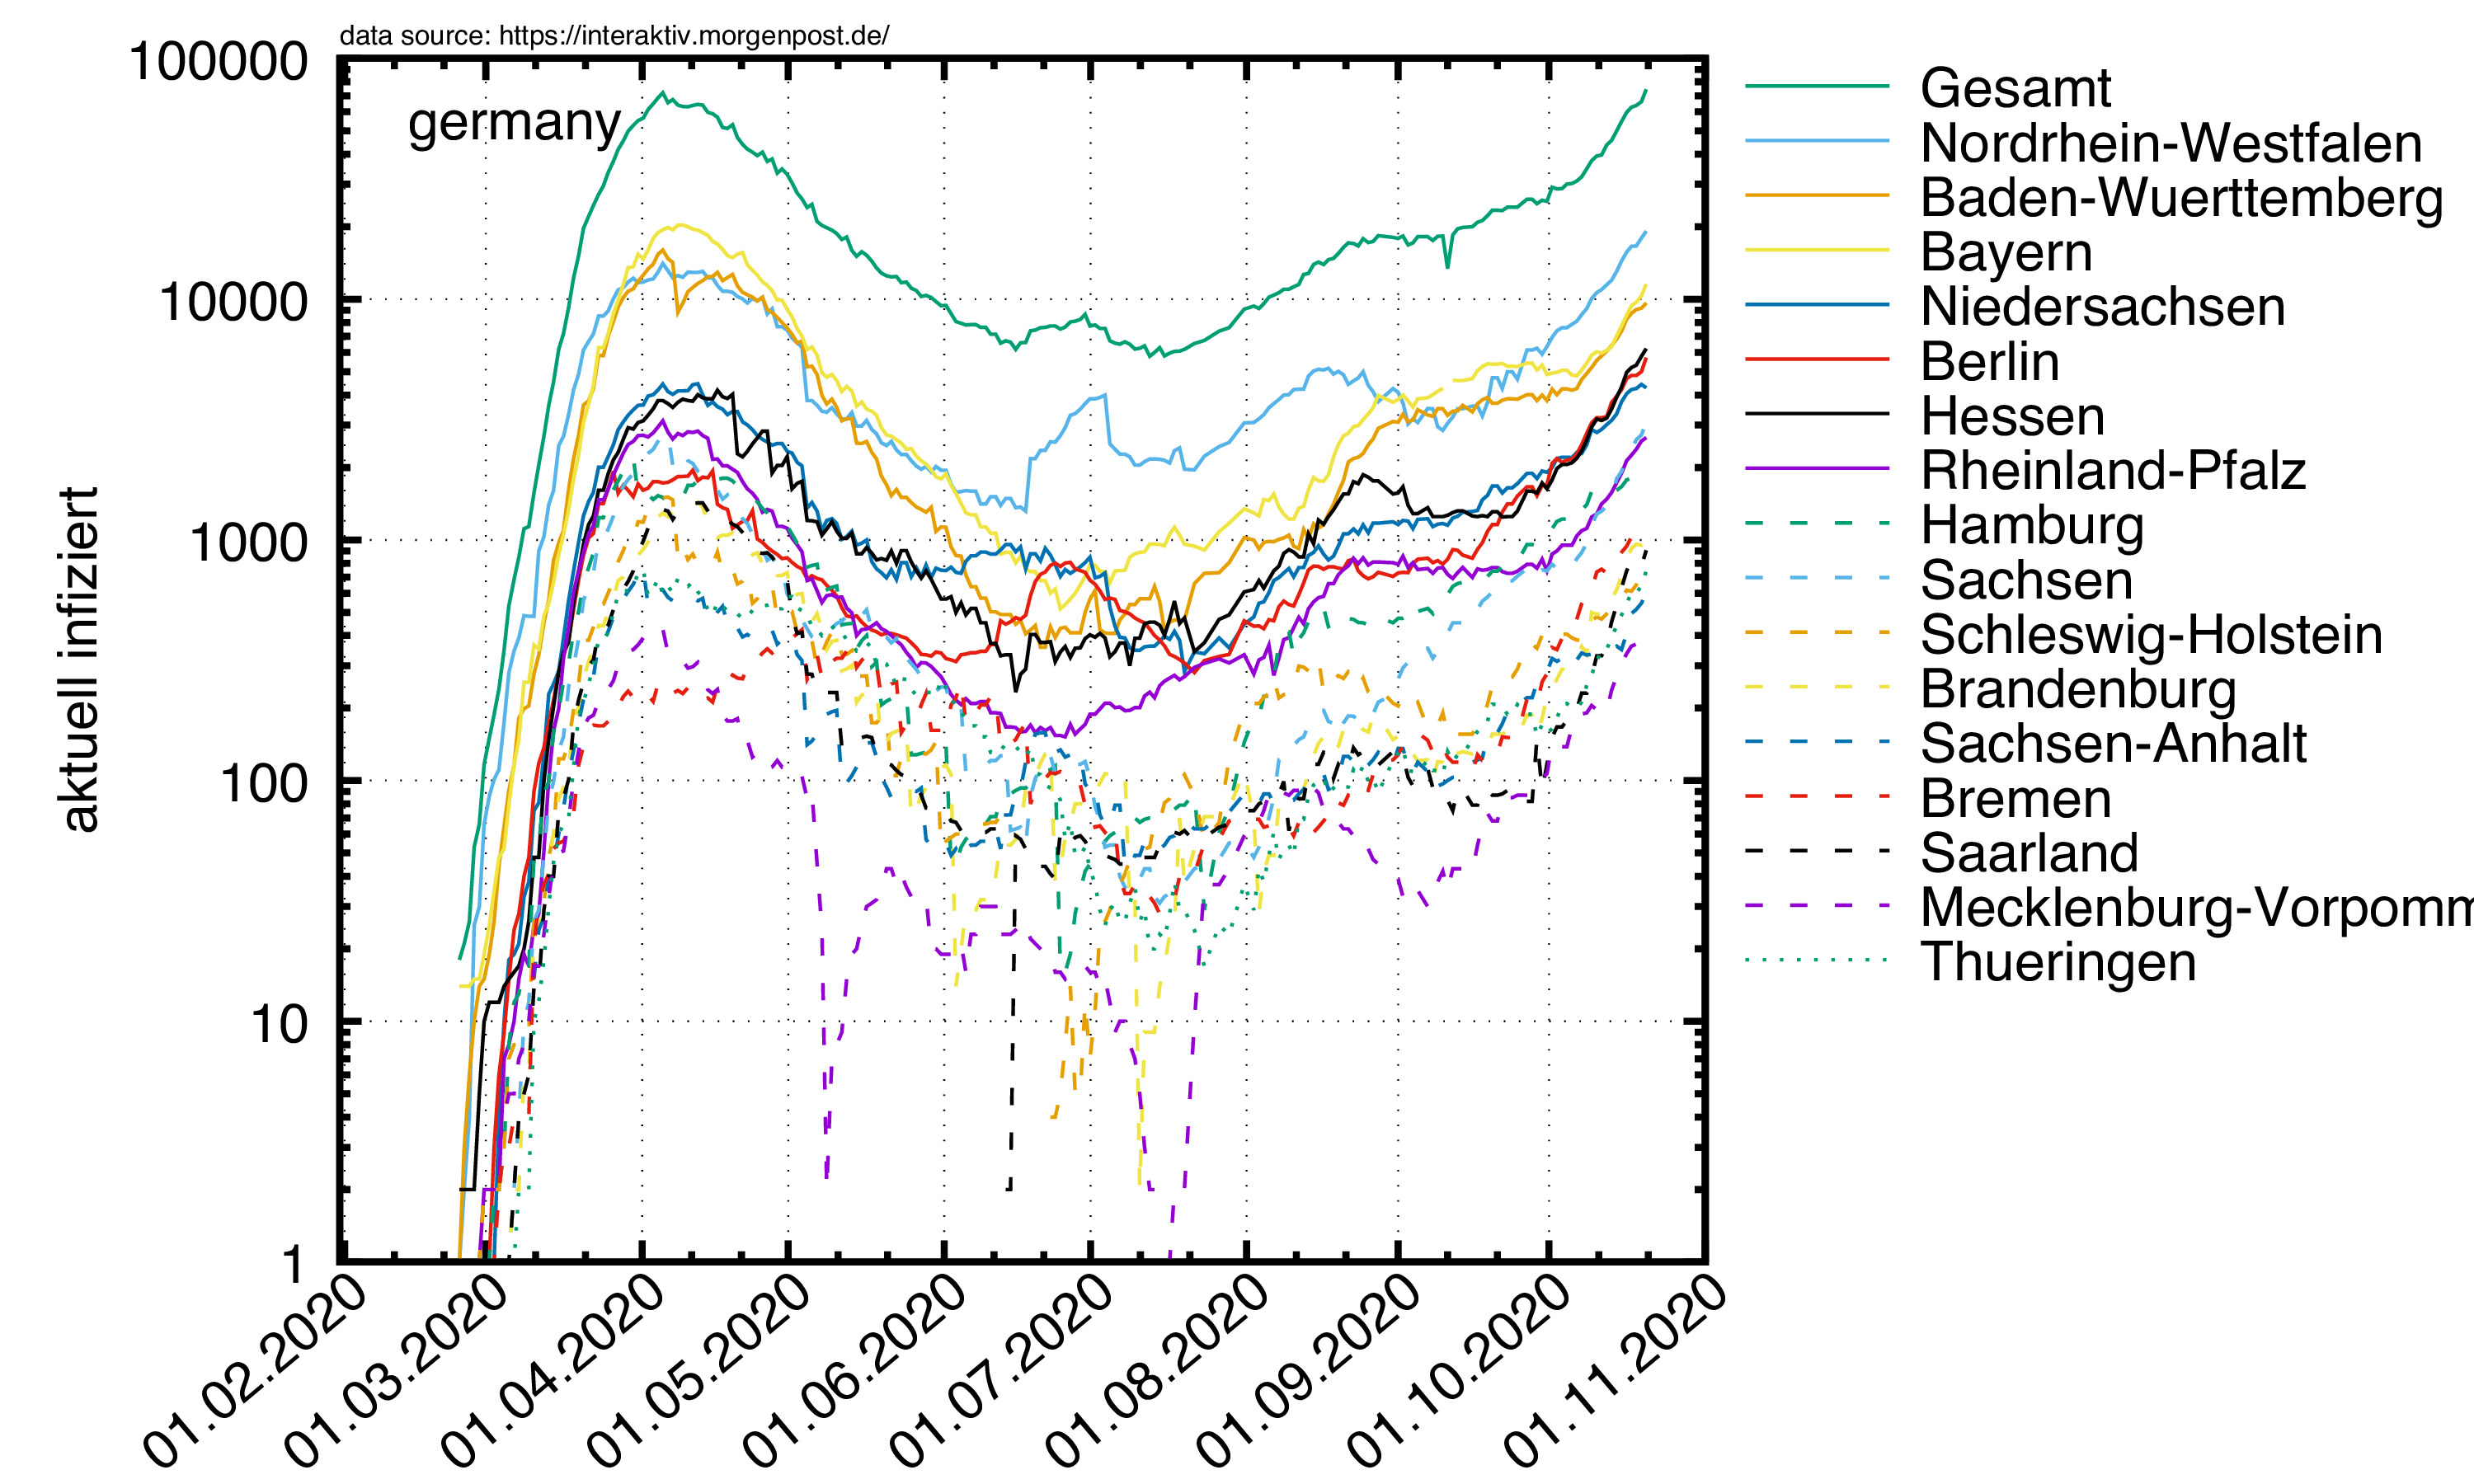 data source: https://interaktiv.morgenpost.de/
germany
aktuell infiziert
100000
10000
1000
100
10
1
01.02.2020
01.03.2020
01.04.2020
01.05.2020
01.06.2020
01.07.2020
01.08.2020
01.09.2020
01.10.2020
01.11.2020
Gesamt
Nordrhein-Westfalen
Baden-Wuerttemberg
Bayern
Niedersachsen
Berlin
Hessen
Rheinland-Pfalz
Hamburg
Sachsen
Schleswig-Holstein
Brandenburg
Sachsen-Anhalt
Bremen
Saarland
Mecklenburg-Vorpomm
Thueringen